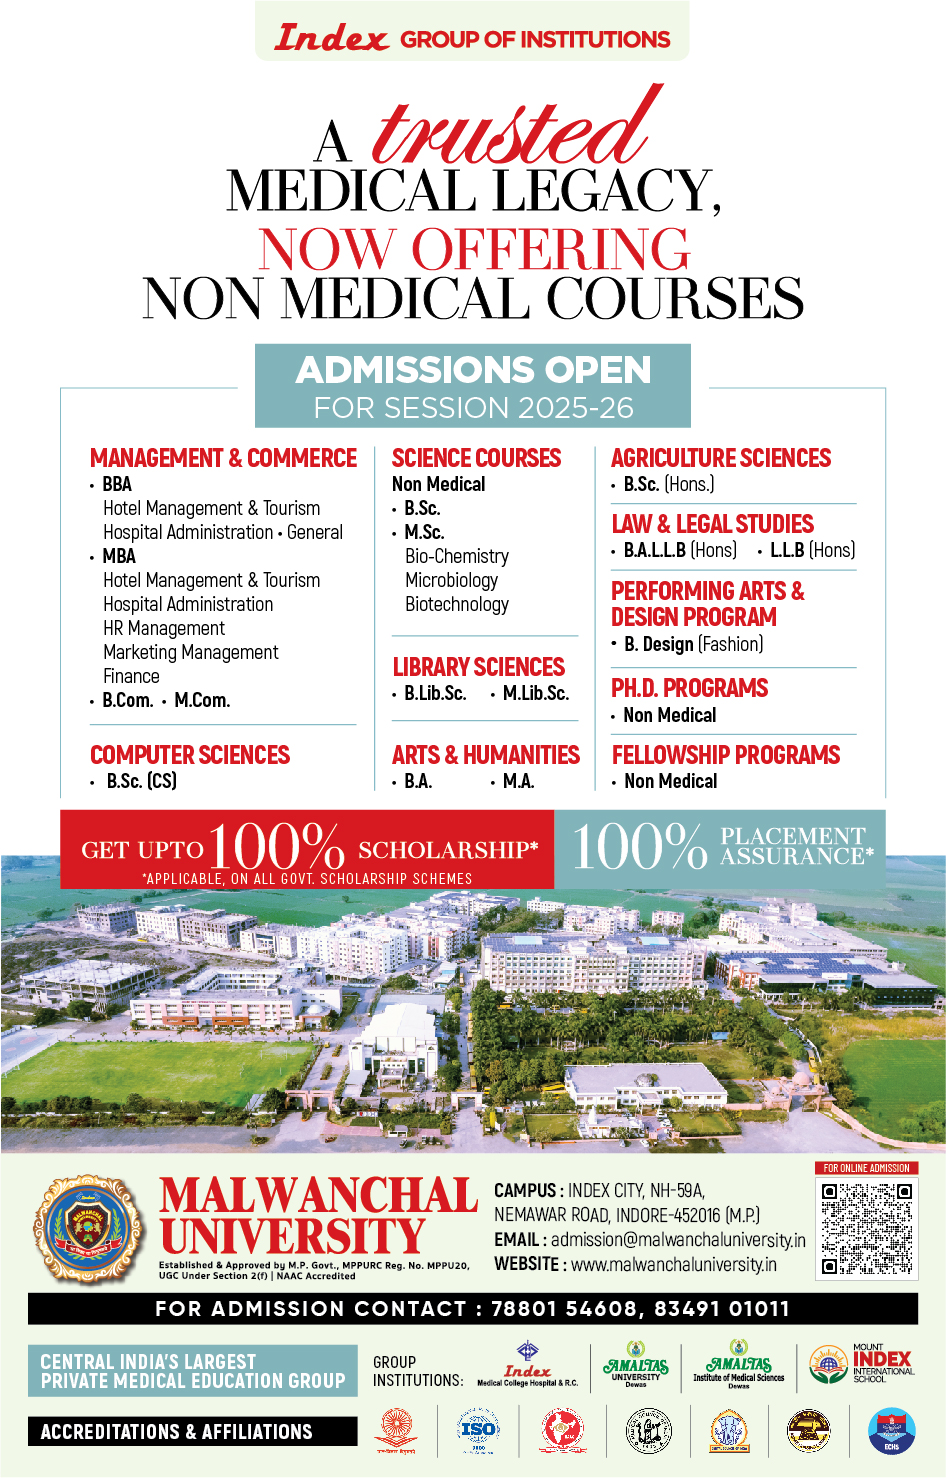 Index GROUP OF INSTITUTIONS
A trusted
MEDICAL LEGACY,
NOW OFFERING
NON MEDICAL COURSES
ADMISSIONS OPEN
FOR SESSION 2025-26
MANAGEMENT & COMMERCE
• BBA
Hotel Management & Tourism
Hospital Administration • General
• MBA
Hotel Management & Tourism
Hospital Administration
HR Management
Marketing Management
Finance
• B.Com. • M.Com.
COMPUTER SCIENCES
• B.Sc. (CS)
SCIENCE COURSES
Non Medical
• B.Sc.
• M.Sc.
Bio-Chemistry
Microbiology
Biotechnology
LIBRARY SCIENCES
• B.Lib.Sc. • M.Lib.Sc.
ARTS & HUMANITIES
• B.A. • M.A.
AGRICULTURE SCIENCES
• B.Sc. (Hons.)
LAW & LEGAL STUDIES
• B.A.L.L.B (Hons) • L.L.B (Hons)
PERFORMING ARTS &
DESIGN PROGRAM
• B. Design (Fashion)
PH.D. PROGRAMS
• Non Medical
FELLOWSHIP PROGRAMS
• Non Medical
GET UPTO 100% SCHOLARSHIP*
*APPLICABLE, ON ALL GOVT. SCHOLARSHIP SCHEMES
100% PLACEMENT
ASSURANCE*
MALWANCHAL
UNIVERSITY
Established & Approved by M.P. Govt., MPPURC Reg. No. MPPU20,
UGC Under Section 2(f) | NAAC Accredited
CAMPUS : INDEX CITY, NH-59A,
NEMAWAR ROAD, INDORE-452016 (M.P.)
EMAIL : admission@malwanchaluniversity.in
WEBSITE : www.malwanchaluniversity.in
FOR ONLINE ADMISSION
FOR ADMISSION CONTACT : 78801 54608, 83491 01011
CENTRAL INDIA'S LARGEST
PRIVATE MEDICAL EDUCATION GROUP
GROUP
INSTITUTIONS:
Index
Medical College Hospital & R.C.
AMALTAS
UNIVERSITY
Dewas
AMALTAS
Institute of Medical Sciences
Dewas
MOUNT
INDEX
INTERNATIONAL
SCHOOL
ACCREDITATIONS & AFFILIATIONS
ISO
ECHS